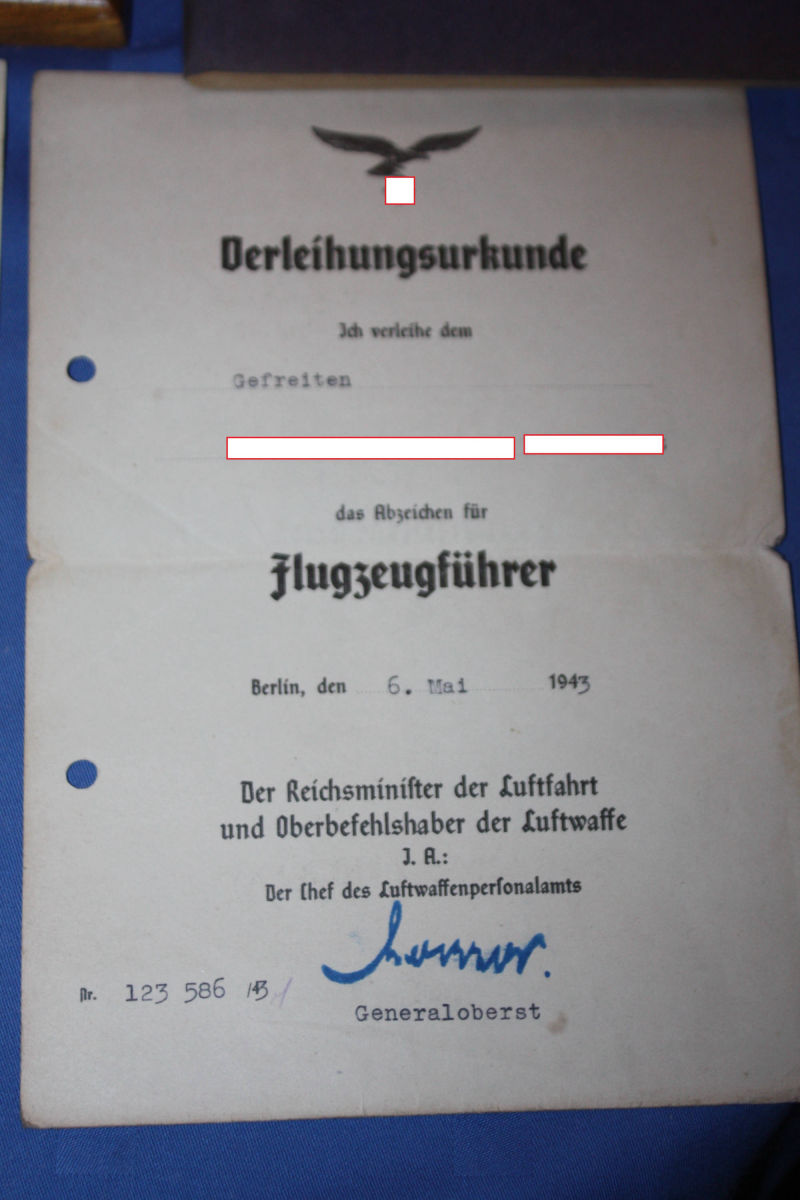 Verleihungsurkunde
Ich verleihe dem
Gefreiten
das Abzeichen für
Flugzeugführer
Berlin, den 6. Mai 1943
Der Reichsminister der Luftfahrt
und Oberbefehlshaber der Luftwaffe
J. A.:
Der Chef des Luftwaffenpersonalamts
Nr. 123 586 /43
Generaloberst